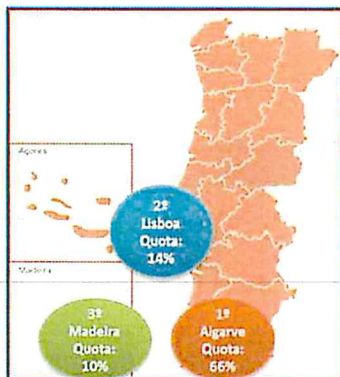 Açores
2º
Lisboa
Quota:
14%
Madeira
3º
Madeira
Quota:
10%
1º
Algarve
Quota:
66%